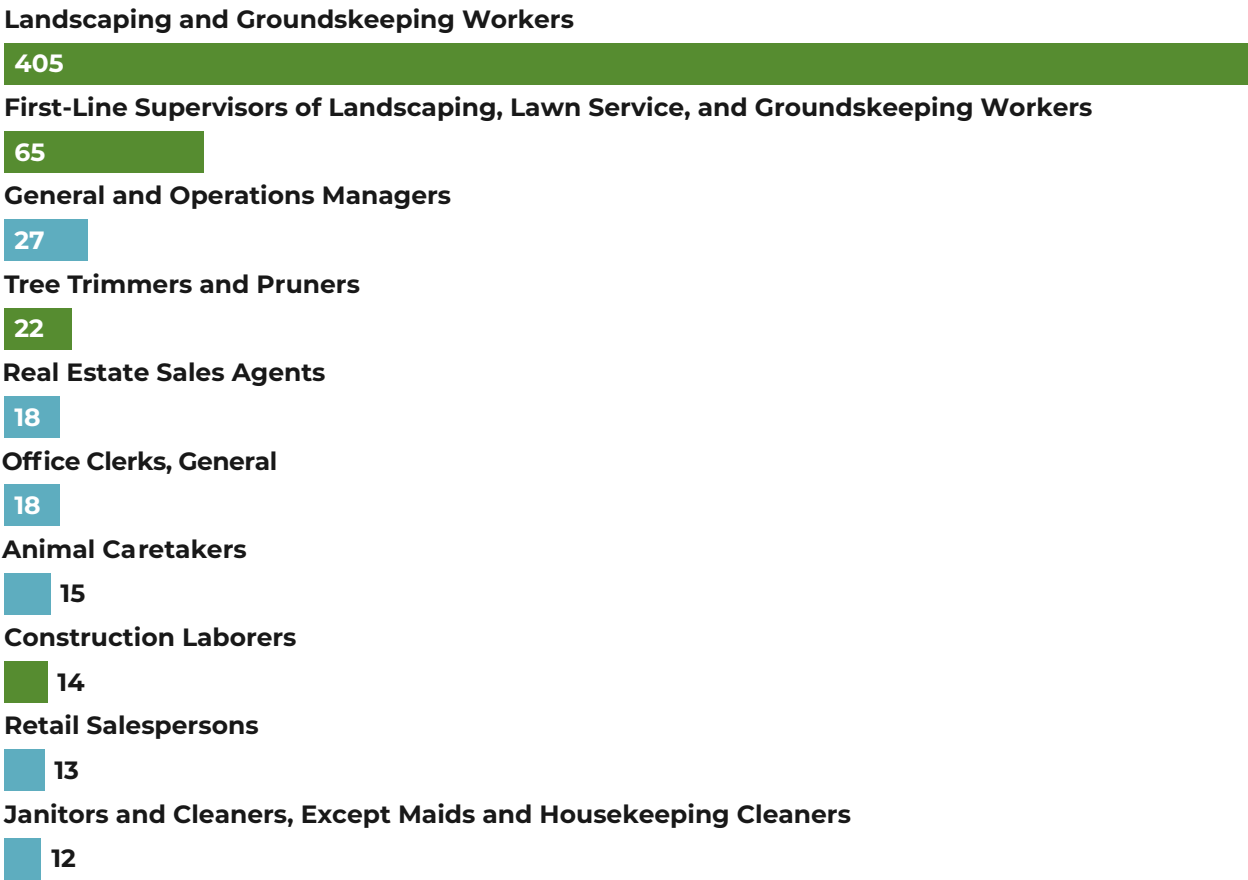 Landscaping and Groundskeeping Workers
405
First-Line Supervisors of Landscaping, Lawn Service, and Groundskeeping Workers
65
General and Operations Managers
27
Tree Trimmers and Pruners
22
Real Estate Sales Agents
18
Office Clerks, General
18
Animal Caretakers
15
Construction Laborers
14
Retail Salespersons
13
Janitors and Cleaners, Except Maids and Housekeeping Cleaners
12